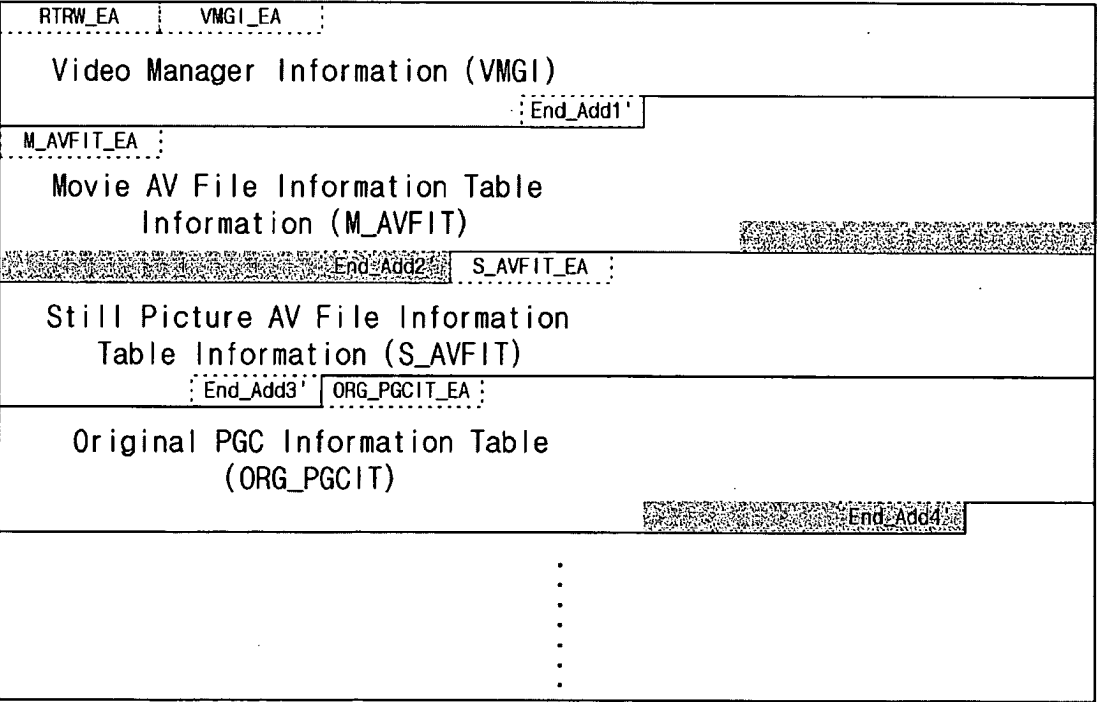 RTRW_EA VMGI_EA
Video Manager Information (VMGI)
End_Add1'
M_AVFIT_EA
Movie AV File Information Table
Information (M_AVFIT)
End_Add2' S_AVFIT_EA
Still Picture AV File Information
Table Information (S_AVFIT)
End_Add3' ORG_PGCIT_EA
Original PGC Information Table
(ORG_PGCIT)
End_Add4'